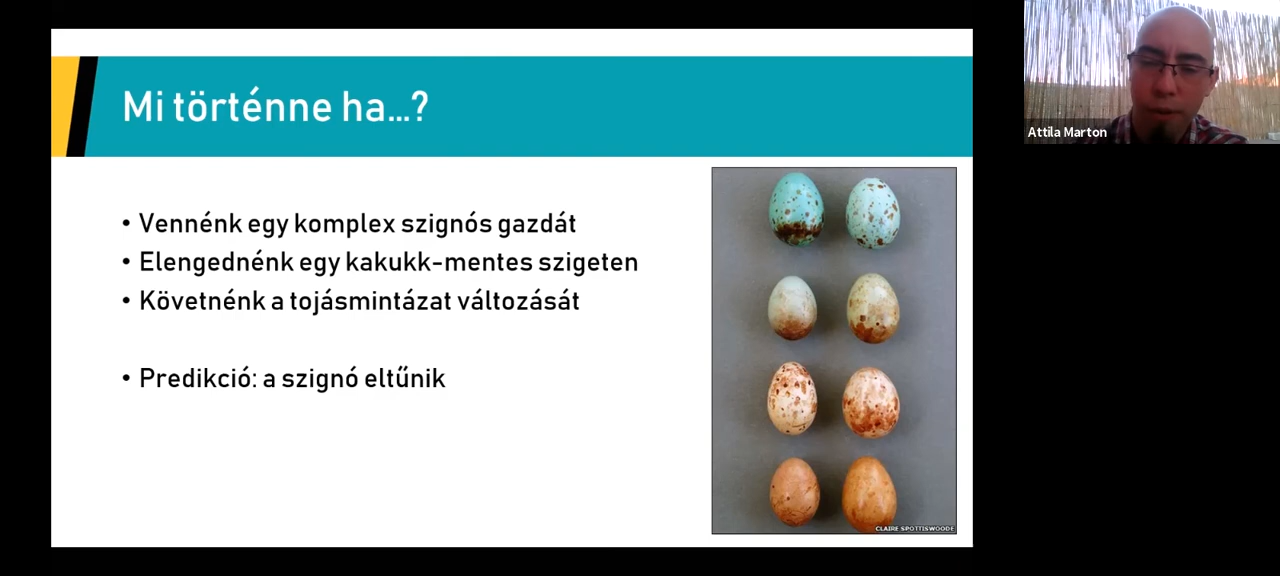 Mi történne ha...?
• Vennénk egy komplex szignós gazdát
• Elengednénk egy kakukk-mentes szigeten
• Követnénk a tojásmintázat változását
• Predikció: a szignó eltűnik
CLAIRE SPOTTISWOODE
Attila Marton